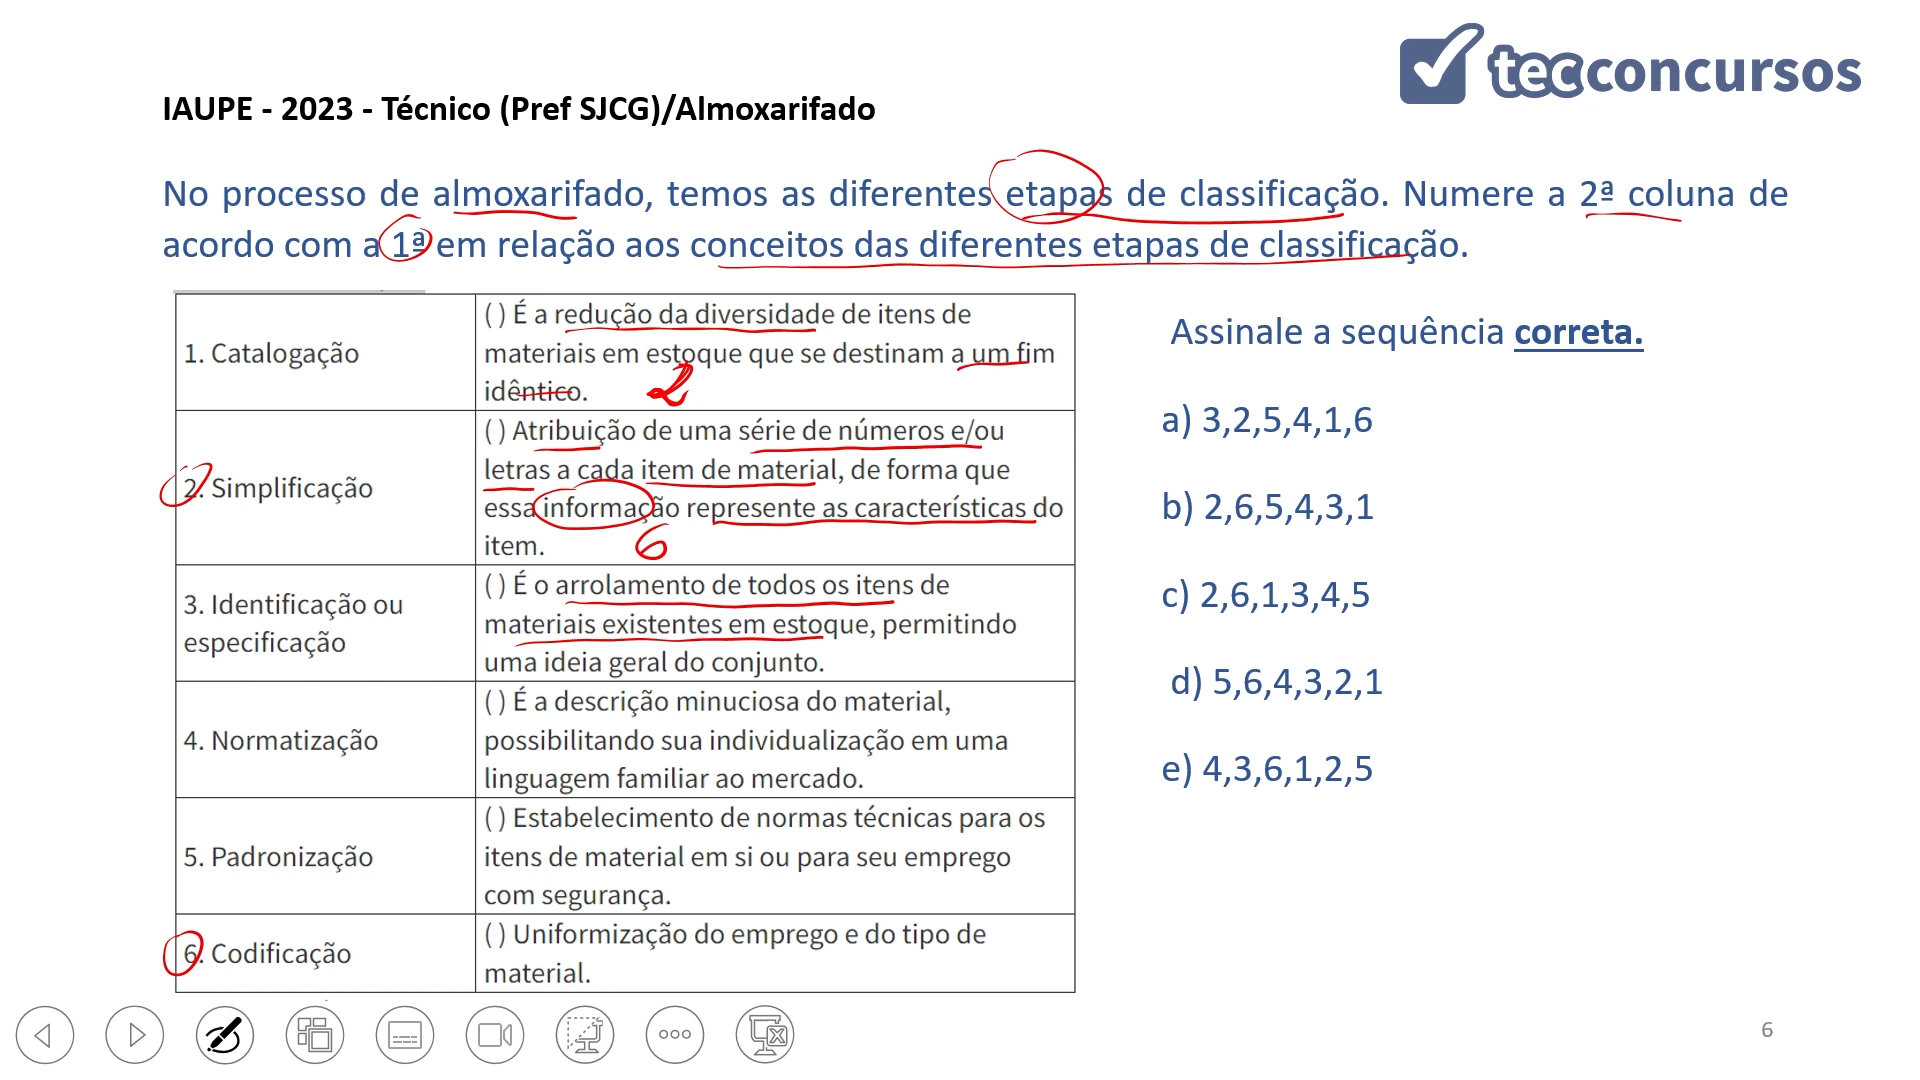 tecconcursos
IAUPE - 2023 - Técnico (Pref SJCG)/Almoxarifado
No processo de almoxarifado, temos as diferentes etapas de classificação. Numere a 2ª coluna de
acordo com a 1ª em relação aos conceitos das diferentes etapas de classificação.
1. Catalogação
( ) É a redução da diversidade de itens de
materiais em estoque que se destinam a um fim
idêntico.
2
2. Simplificação
( ) Atribuição de uma série de números e/ou
letras a cada item de material, de forma que
essa informação represente as características do
item.
6
3. Identificação ou
especificação
( ) É o arrolamento de todos os itens de
materiais existentes em estoque, permitindo
uma ideia geral do conjunto.
4. Normatização
( ) É a descrição minuciosa do material,
possibilitando sua individualização em uma
linguagem familiar ao mercado.
5. Padronização
( ) Estabelecimento de normas técnicas para os
itens de material em si ou para seu emprego
com segurança.
6. Codificação
( ) Uniformização do emprego e do tipo de
material.
Assinale a sequência correta.
a) 3,2,5,4,1,6
b) 2,6,5,4,3,1
c) 2,6,1,3,4,5
d) 5,6,4,3,2,1
e) 4,3,6,1,2,5
6